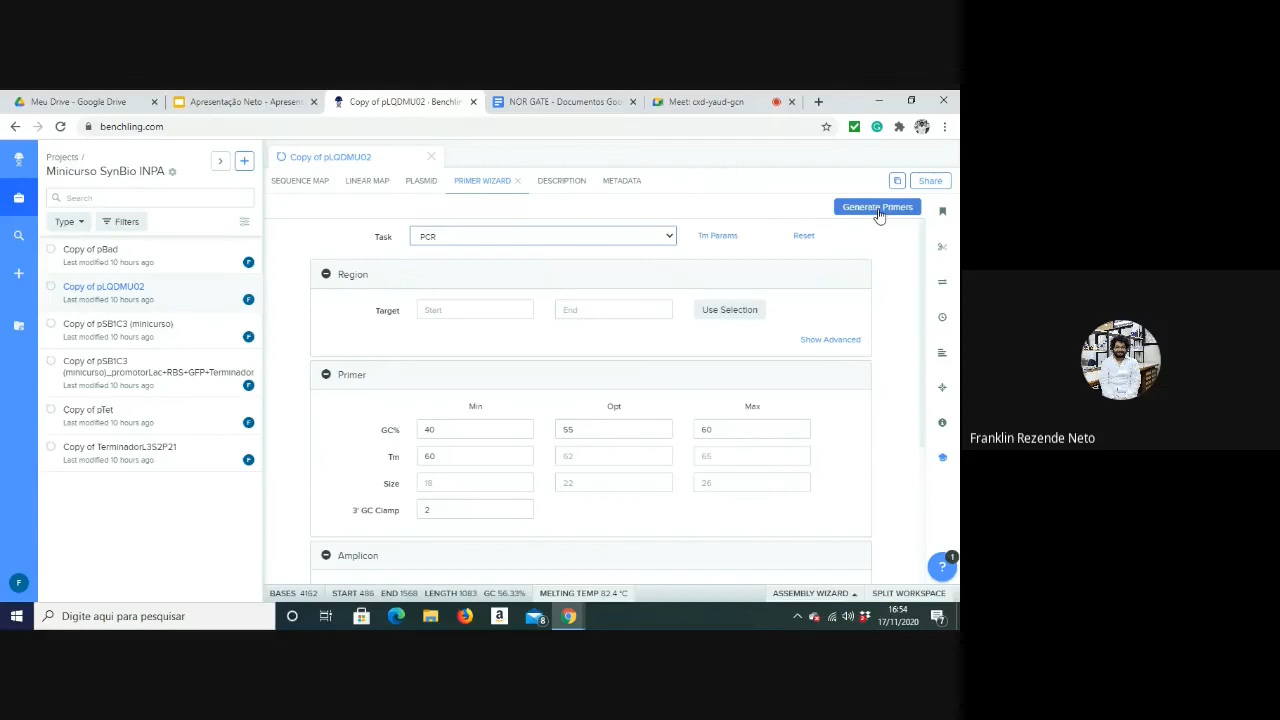 Meu Drive - Google Drive
Apresentação Neto - Apresen
Copy of pLQDMU02 · Benchlin
NOR GATE - Documentos Goo
Meet: cxd-yaud-gcn
benchling.com
Projects /
Minicurso SynBio INPA
Search
Type
Filters
Copy of pBad
Last modified 10 hours ago
F
Copy of pLQDMU02
Last modified 10 hours ago
F
Copy of pSB1C3 (minicurso)
Last modified 10 hours ago
F
Copy of pSB1C3
(minicurso)_promotorLac+RBS+GFP+Terminador
Last modified 10 hours ago
F
Copy of pTet
Last modified 10 hours ago
F
Copy of TerminadorL3S2P21
Last modified 10 hours ago
F
F
Copy of pLQDMU02
SEQUENCE MAP
LINEAR MAP
PLASMID
PRIMER WIZARD
DESCRIPTION
METADATA
Share
Generate Primers
Task
PCR
Tm Params
Reset
Region
Target
Start
End
Use Selection
Show Advanced
Primer
Min
Opt
Max
GC%
40
55
60
Tm
60
62
65
Size
18
22
26
3' GC Clamp
2
Amplicon
1
?
BASES 4162
START 486
END 1568
LENGTH 1083
GC 56.33%
MELTING TEMP 82.4 °C
ASSEMBLY WIZARD
SPLIT WORKSPACE
Digite aqui para pesquisar
a
8
16:54
17/11/2020
7
Franklin Rezende Neto